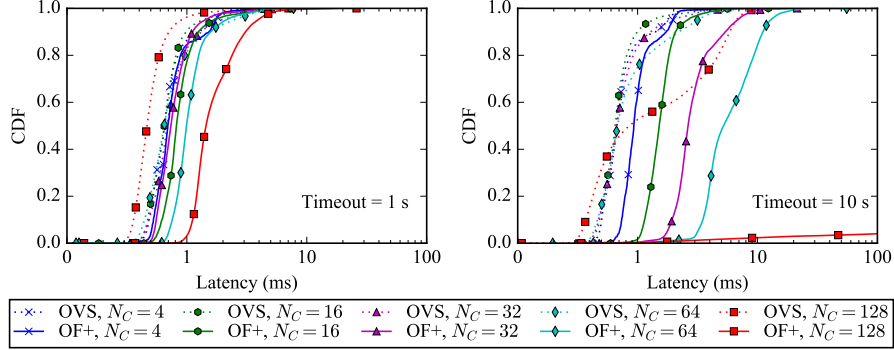 1.0
0.8
0.6
0.4
0.2
0.0
CDF
0.1 1 10 100
Latency (ms)
Timeout = 1 s
1.0
0.8
0.6
0.4
0.2
0.0
CDF
0.1 1 10 100
Latency (ms)
Timeout = 10 s
OVS, N_C = 4 OVS, N_C = 16 OVS, N_C = 32 OVS, N_C = 64 OVS, N_C = 128
OF+, N_C = 4 OF+, N_C = 16 OF+, N_C = 32 OF+, N_C = 64 OF+, N_C = 128